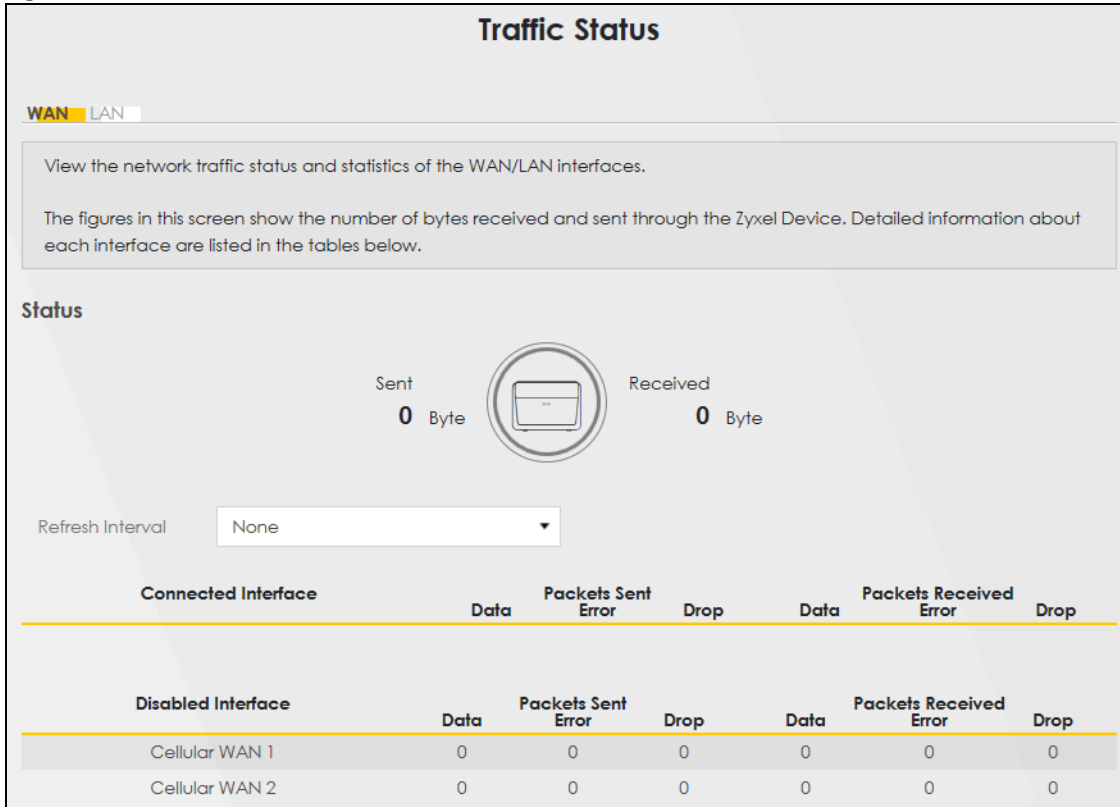 Traffic Status
WAN LAN
View the network traffic status and statistics of the WAN/LAN interfaces.
The figures in this screen show the number of bytes received and sent through the Zyxel Device. Detailed information about
each interface are listed in the tables below.
Status
Sent Received
0 Byte 0 Byte
Refresh Interval None
Connected Interface Packets Sent Packets Received
Data Error Drop Data Error Drop
Disabled Interface Packets Sent Packets Received
Data Error Drop Data Error Drop
Cellular WAN 1 0 0 0 0 0 0
Cellular WAN 2 0 0 0 0 0 0